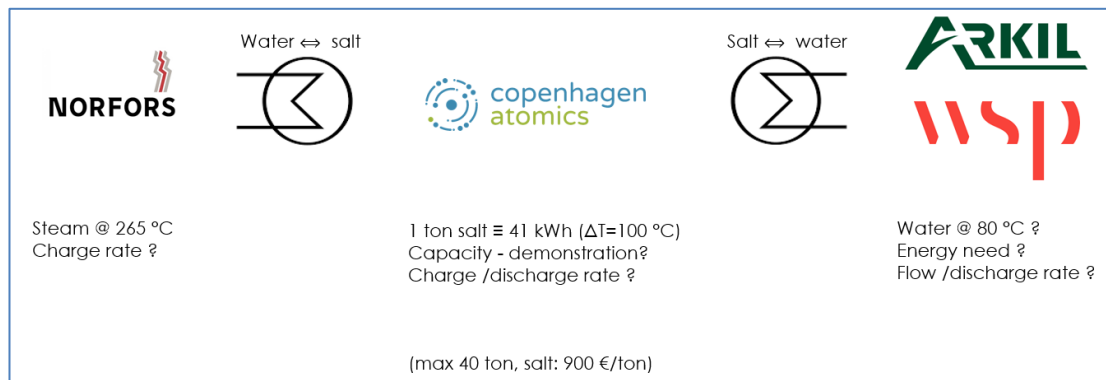 Water ⇔ salt
Salt ⇔ water
ARKIL
NORFORS
copenhagen
atomics
wsp
Steam @ 265 °C
Charge rate ?
1 ton salt ≡ 41 kWh (ΔT=100 °C)
Capacity - demonstration?
Charge /discharge rate ?
Water @ 80 °C ?
Energy need ?
Flow /discharge rate ?
(max 40 ton, salt: 900 €/ton)